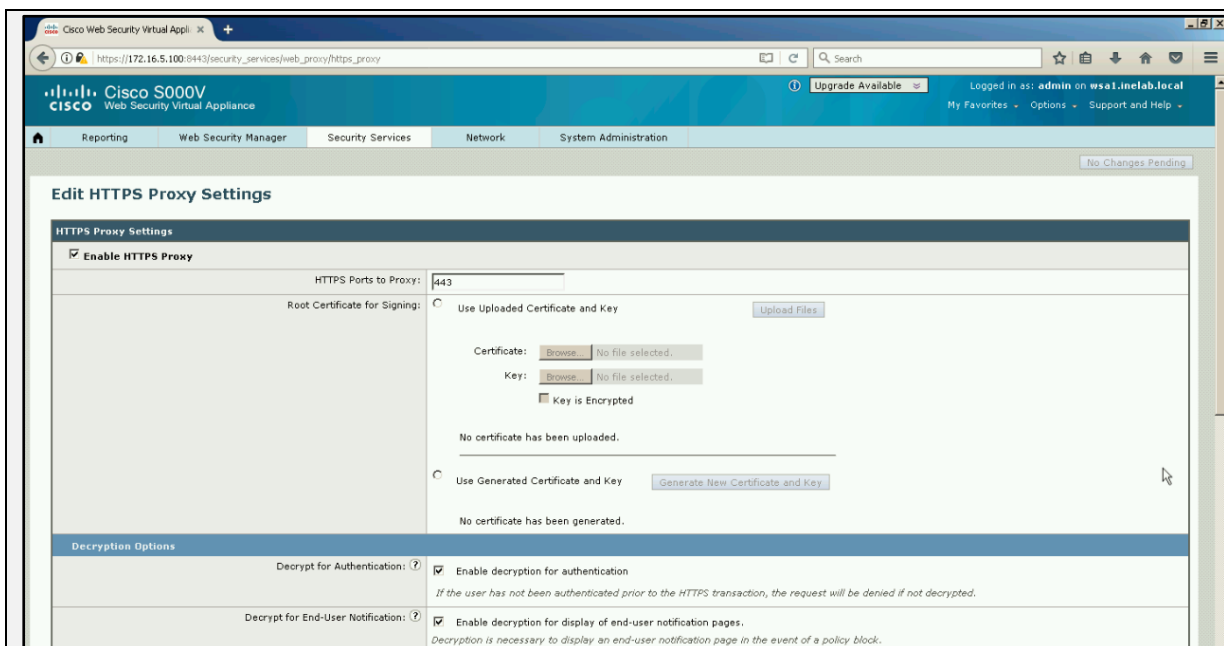 Cisco Web Security Virtual Appli
https://172.16.5.100:8443/security_services/web_proxy/https_proxy
Search
Cisco S000V
CISCO Web Security Virtual Appliance
Upgrade Available
Logged in as: admin on wsa1.inelab.local
My Favorites Options Support and Help
Reporting Web Security Manager Security Services Network System Administration
No Changes Pending
Edit HTTPS Proxy Settings
HTTPS Proxy Settings
Enable HTTPS Proxy
HTTPS Ports to Proxy: 443
Root Certificate for Signing: Use Uploaded Certificate and Key Upload Files
Certificate: Browse... No file selected.
Key: Browse... No file selected.
Key is Encrypted
No certificate has been uploaded.
Use Generated Certificate and Key Generate New Certificate and Key
No certificate has been generated.
Decryption Options
Decrypt for Authentication: ? Enable decryption for authentication
If the user has not been authenticated prior to the HTTPS transaction, the request will be denied if not decrypted.
Decrypt for End-User Notification: ? Enable decryption for display of end-user notification pages.
Decryption is necessary to display an end-user notification page in the event of a policy block.